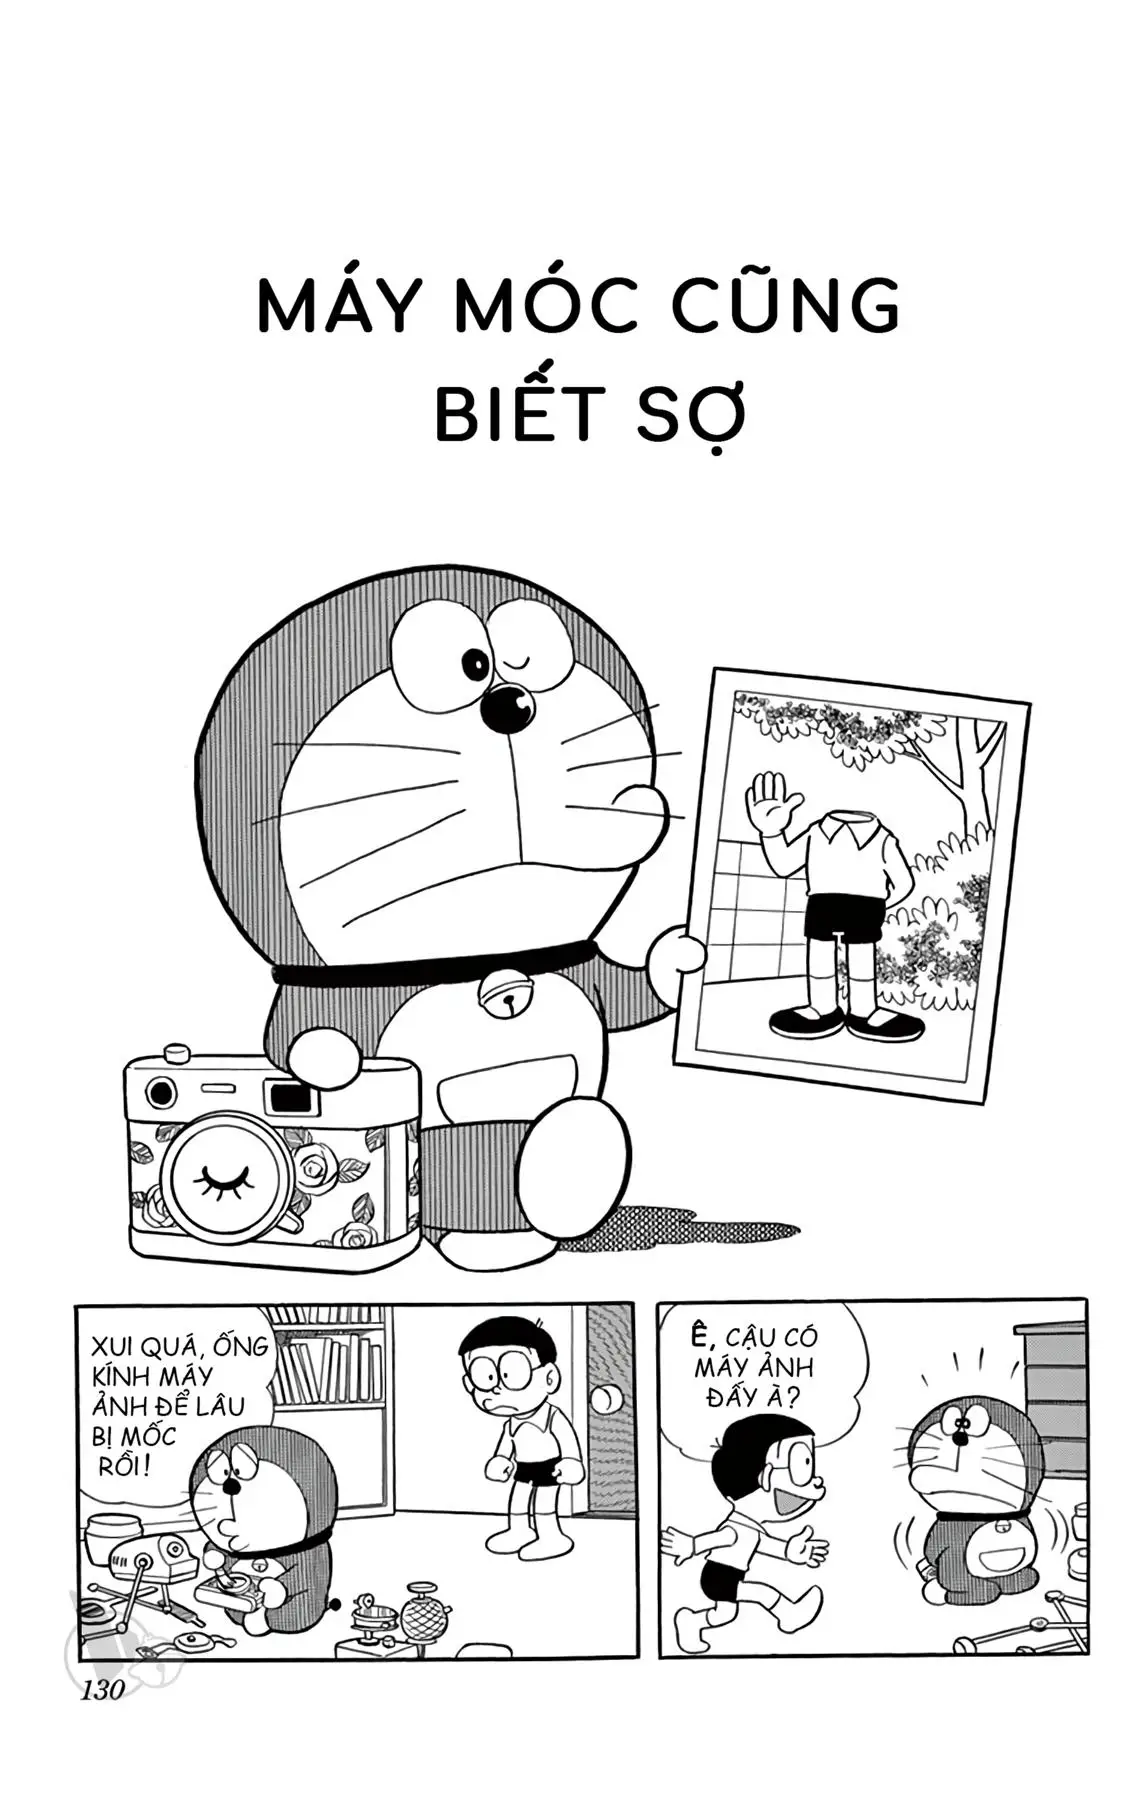 MÁY MÓC CŨNG
BIẾT SỢ
XUI QUÁ, ỐNG
KÍNH MÁY
ẢNH ĐỂ LÂU
BỊ MỐC
RỒI!
Ê, CẬU CÓ
MÁY ẢNH
ĐẤY À?
130